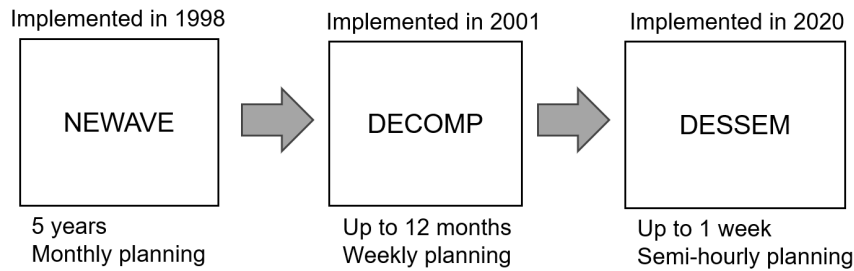 Implemented in 1998
NEWAVE
5 years
Monthly planning
Implemented in 2001
DECOMP
Up to 12 months
Weekly planning
Implemented in 2020
DESSEM
Up to 1 week
Semi-hourly planning